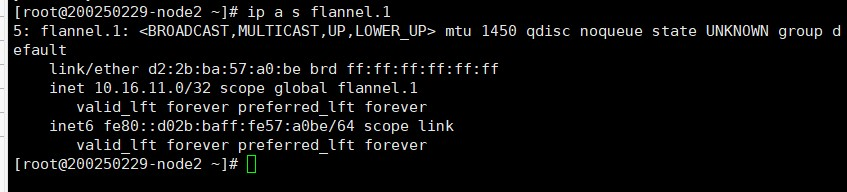 [root@200250229-node2 ~]# ip a s flannel.1
5: flannel.1: <BROADCAST,MULTICAST,UP,LOWER_UP> mtu 1450 qdisc noqueue state UNKNOWN group d
efault
    link/ether d2:2b:ba:57:a0:be brd ff:ff:ff:ff:ff:ff
    inet 10.16.11.0/32 scope global flannel.1
       valid_lft forever preferred_lft forever
    inet6 fe80::d02b:baff:fe57:a0be/64 scope link
       valid_lft forever preferred_lft forever
[root@200250229-node2 ~]#